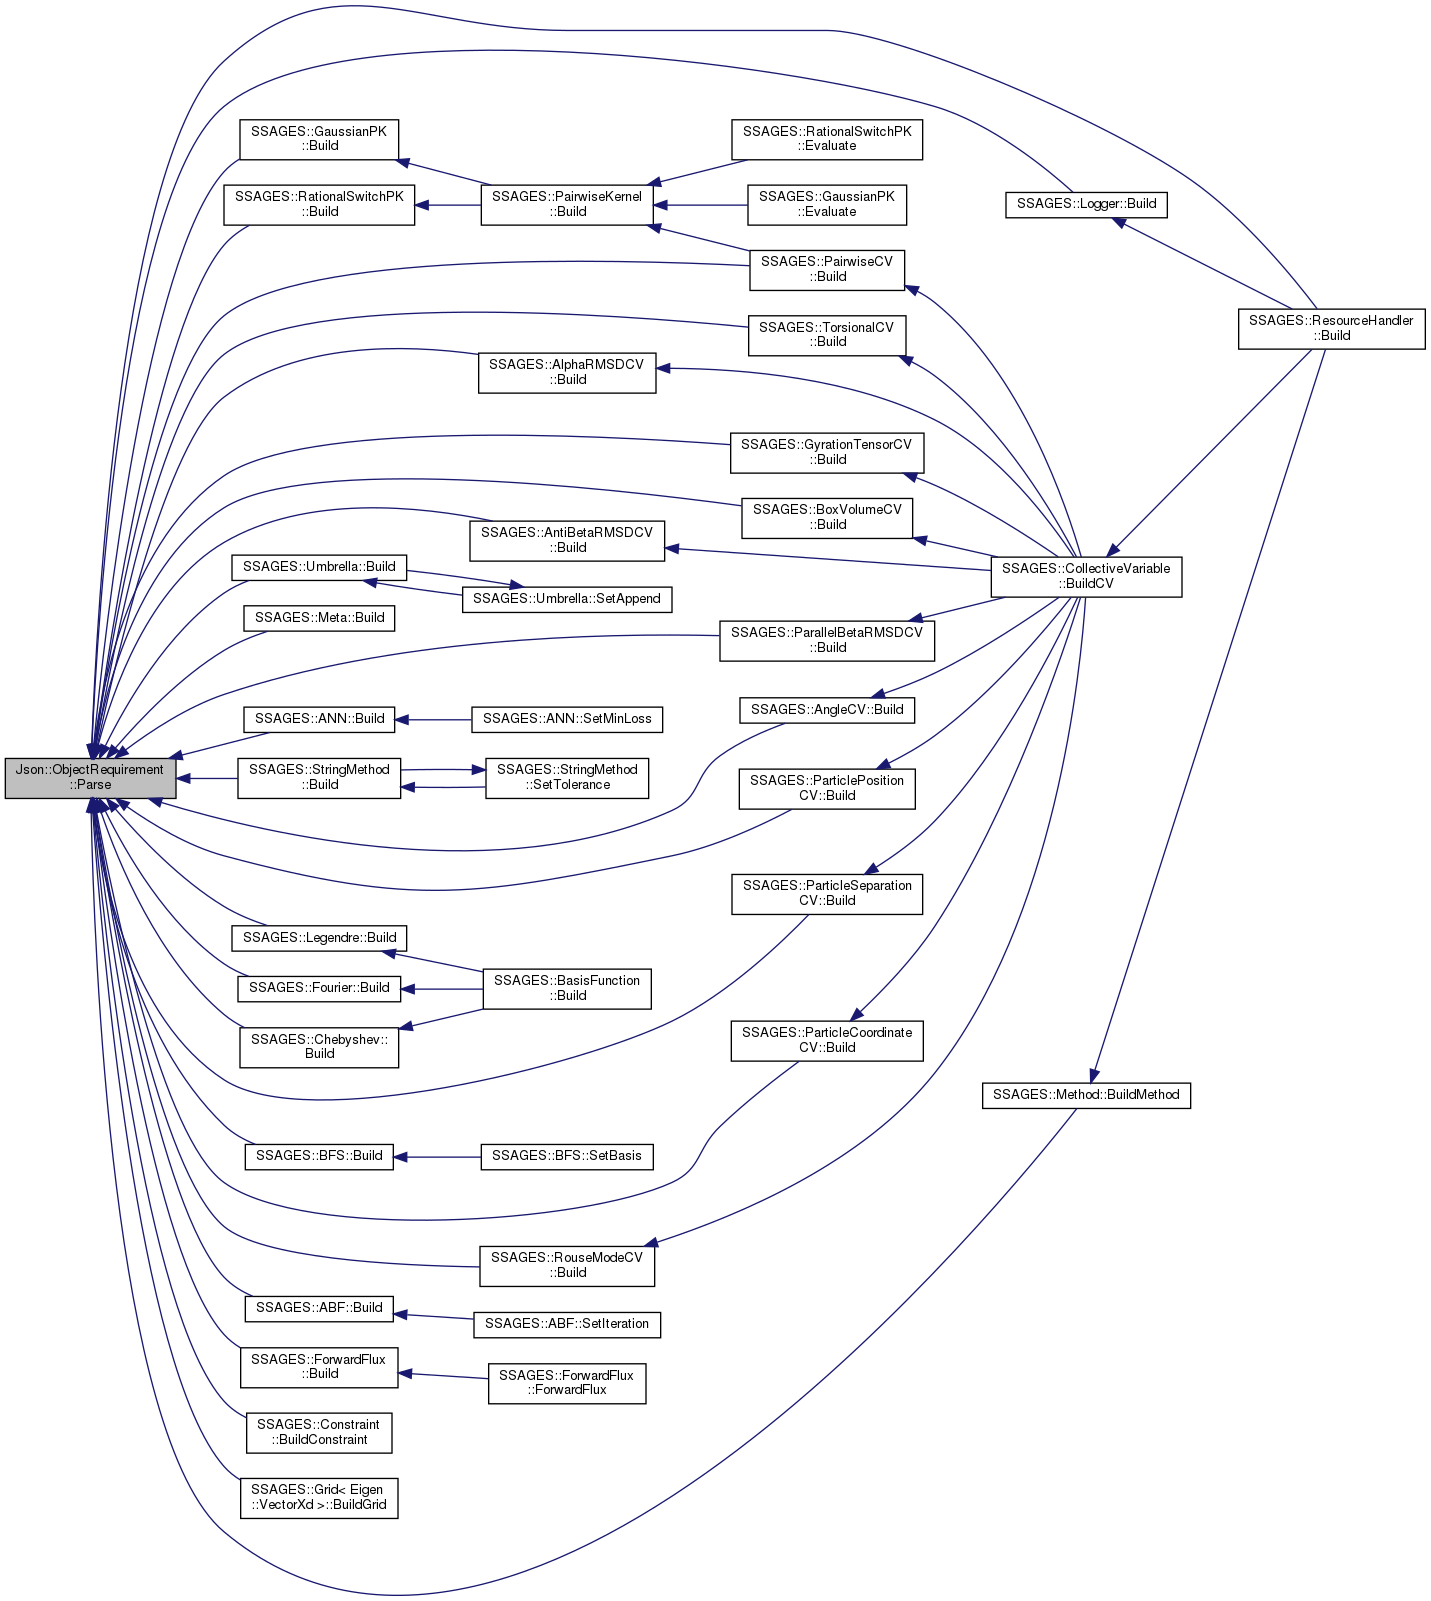 SSAGES::GaussianPK
::Build
SSAGES::RationalSwitchPK
::Evaluate
SSAGES::RationalSwitchPK
::Build
SSAGES::PairwiseKernel
::Build
SSAGES::GaussianPK
::Evaluate
SSAGES::Logger::Build
SSAGES::PairwiseCV
::Build
SSAGES::TorsionalCV
::Build
SSAGES::ResourceHandler
::Build
SSAGES::AlphaRMSDCV
::Build
SSAGES::GyrationTensorCV
::Build
SSAGES::BoxVolumeCV
::Build
SSAGES::AntiBetaRMSDCV
::Build
SSAGES::Umbrella::Build
SSAGES::CollectiveVariable
::BuildCV
SSAGES::Umbrella::SetAppend
SSAGES::Meta::Build
SSAGES::ParallelBetaRMSDCV
::Build
SSAGES::AngleCV::Build
SSAGES::ANN::Build
SSAGES::ANN::SetMinLoss
Json::ObjectRequirement
::Parse
SSAGES::StringMethod
::Build
SSAGES::StringMethod
::SetTolerance
SSAGES::ParticlePosition
CV::Build
SSAGES::ParticleSeparation
CV::Build
SSAGES::Legendre::Build
SSAGES::Fourier::Build
SSAGES::BasisFunction
::Build
SSAGES::Chebyshev::
Build
SSAGES::ParticleCoordinate
CV::Build
SSAGES::Method::BuildMethod
SSAGES::BFS::Build
SSAGES::BFS::SetBasis
SSAGES::RouseModeCV
::Build
SSAGES::ABF::Build
SSAGES::ABF::SetIteration
SSAGES::ForwardFlux
::Build
SSAGES::ForwardFlux
::ForwardFlux
SSAGES::Constraint
::BuildConstraint
SSAGES::Grid< Eigen
::VectorXd >::BuildGrid